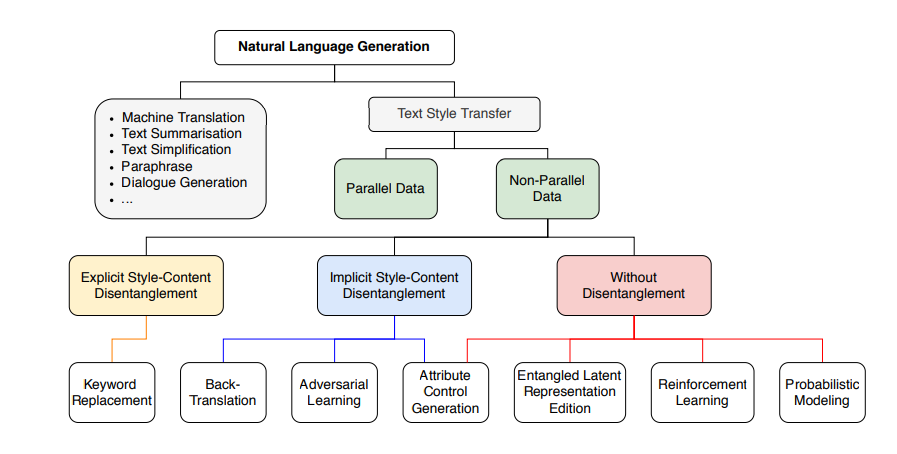 Natural Language Generation
• Machine Translation
• Text Summarisation
• Text Simplification
• Paraphrase
• Dialogue Generation
• ...
Text Style Transfer
Parallel Data
Non-Parallel
Data
Explicit Style-Content
Disentanglement
Implicit Style-Content
Disentanglement
Without
Disentanglement
Keyword
Replacement
Back-
Translation
Adversarial
Learning
Attribute
Control
Generation
Entangled Latent
Representation
Edition
Reinforcement
Learning
Probabilistic
Modeling